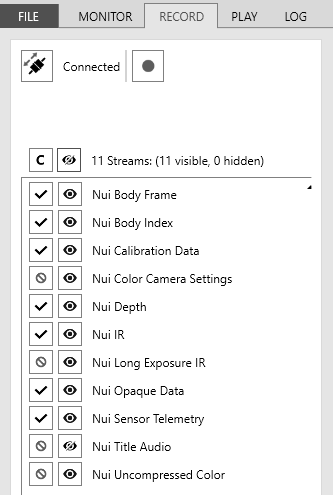 FILE MONITOR RECORD PLAY LOG
Connected
C 11 Streams: (11 visible, 0 hidden)
Nui Body Frame
Nui Body Index
Nui Calibration Data
Nui Color Camera Settings
Nui Depth
Nui IR
Nui Long Exposure IR
Nui Opaque Data
Nui Sensor Telemetry
Nui Title Audio
Nui Uncompressed Color